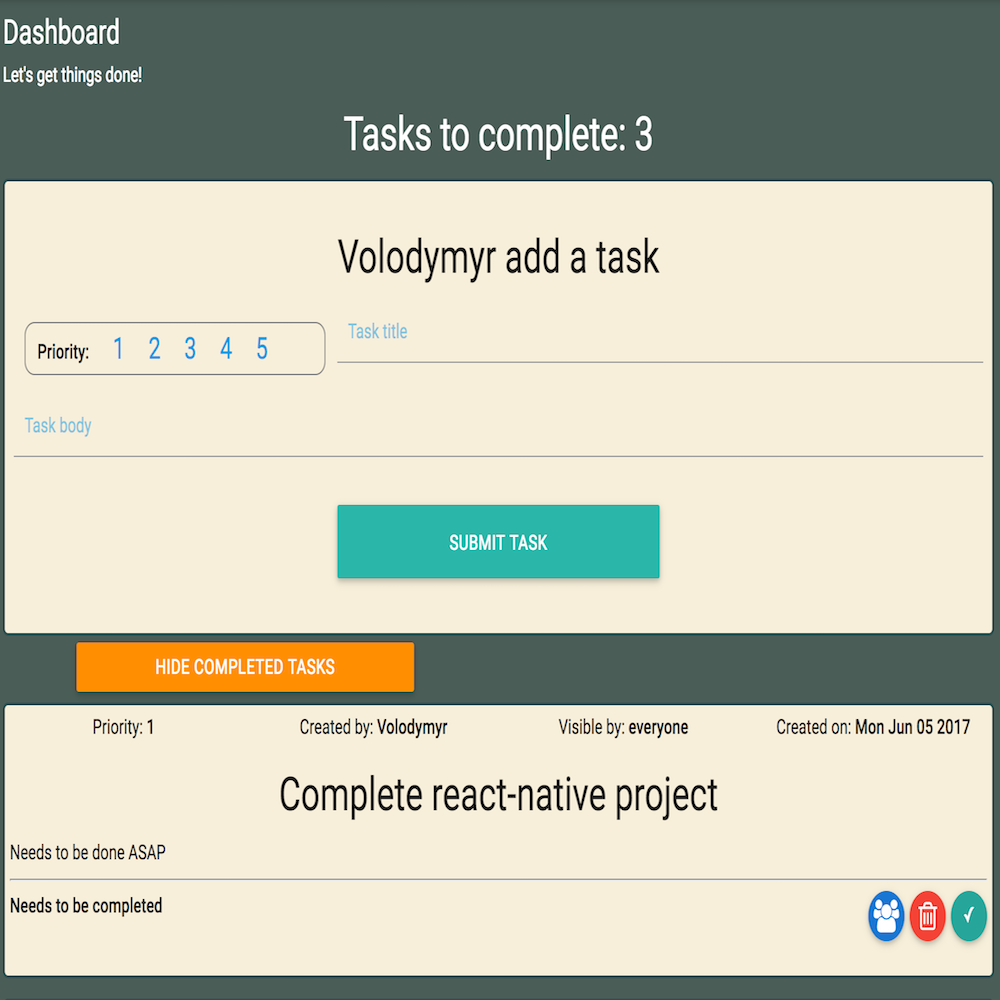 Dashboard
Let's get things done!
Tasks to complete: 3
Volodymyr add a task
Priority: 1 2 3 4 5
Task title
Task body
SUBMIT TASK
HIDE COMPLETED TASKS
Priority: 1 Created by: Volodymyr Visible by: everyone Created on: Mon Jun 05 2017
Complete react-native project
Needs to be done ASAP
Needs to be completed